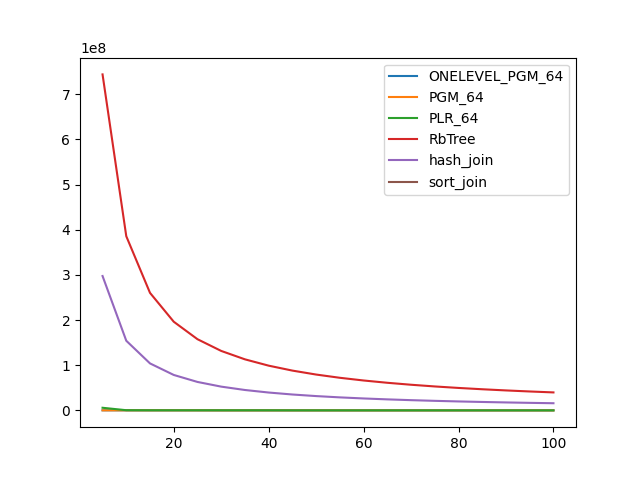 1e8
7
6
5
4
3
2
1
0
20 40 60 80 100
ONELEVEL_PGM_64
PGM_64
PLR_64
RbTree
hash_join
sort_join